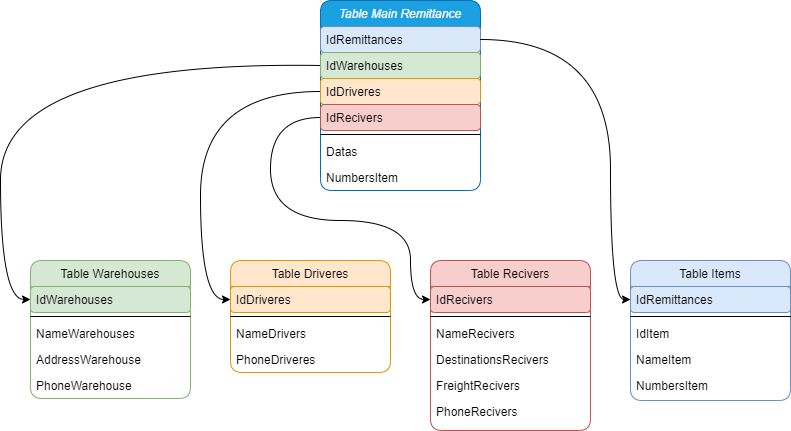 Table Main Remittance
IdRemittances
IdWarehouses
IdDriveres
IdRecivers
Datas
NumbersItem
Table Warehouses
IdWarehouses
NameWarehouses
AddressWarehouse
PhoneWarehouse
Table Driveres
IdDriveres
NameDrivers
PhoneDriveres
Table Recivers
IdRecivers
NameRecivers
DestinationsRecivers
FreightRecivers
PhoneRecivers
Table Items
IdRemittances
IdItem
NameItem
NumbersItem